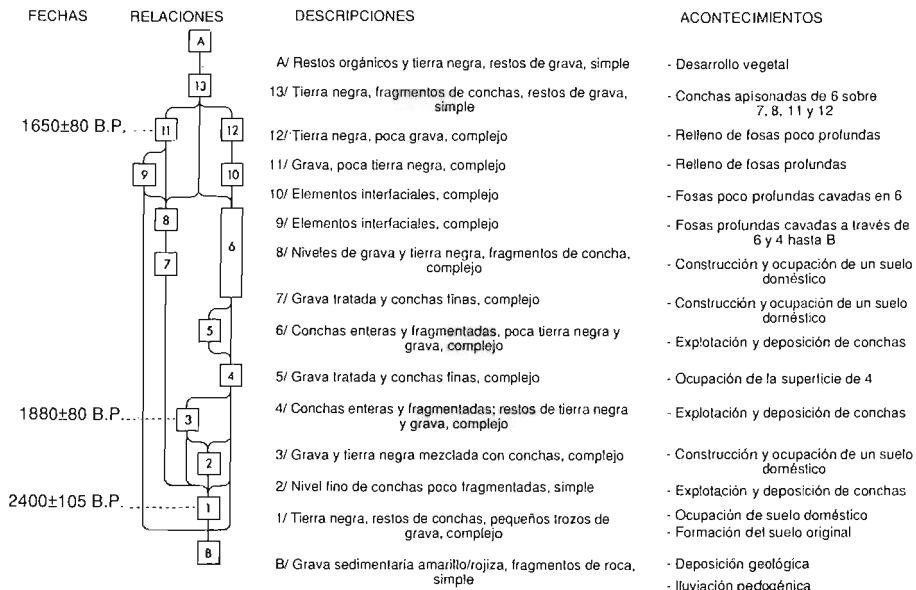 FECHAS RELACIONES DESCRIPCIONES ACONTECIMIENTOS
A
13
1650±80 B.P.
11
12
9
10
8
6
7
5
4
1880±80 B.P.
3
2
2400±105 B.P.
1
B
A/ Restos orgánicos y tierra negra, restos de grava, simple
13/ Tierra negra, fragmentos de conchas, restos de grava,
simple
12/ Tierra negra, poca grava, complejo
11/ Grava, poca tierra negra, complejo
10/ Elementos interfaciales, complejo
9/ Elementos interfaciales, complejo
8/ Niveles de grava y tierra negra, fragmentos de concha,
complejo
7/ Grava tratada y conchas finas, complejo
6/ Conchas enteras y fragmentadas, poca tierra negra y
grava, complejo
5/ Grava tratada y conchas finas, complejo
4/ Conchas enteras y fragmentadas; restos de tierra negra
y grava, complejo
3/ Grava y tierra negra mezclada con conchas, complejo
2/ Nivel fino de conchas poco fragmentadas, simple
1/ Tierra negra, restos de conchas, pequeños trozos de
grava, complejo
B/ Grava sedimentaria amarillo/rojiza, fragmentos de roca,
simple
- Desarrollo vegetal
- Conchas apisonadas de 6 sobre
7, 8, 11 y 12
- Relleno de fosas poco profundas
- Relleno de fosas profundas
- Fosas poco profundas cavadas en 6
- Fosas profundas cavadas a través de
6 y 4 hasta B
- Construcción y ocupación de un suelo
doméstico
- Construcción y ocupación de un suelo
doméstico
- Explotación y deposición de conchas
- Ocupación de la superficie de 4
- Explotación y deposición de conchas
- Construcción y ocupación de un suelo
doméstico
- Explotación y deposición de conchas
- Ocupación de suelo doméstico
- Formación del suelo original
- Deposición geológica
- Iluviación pedogénica